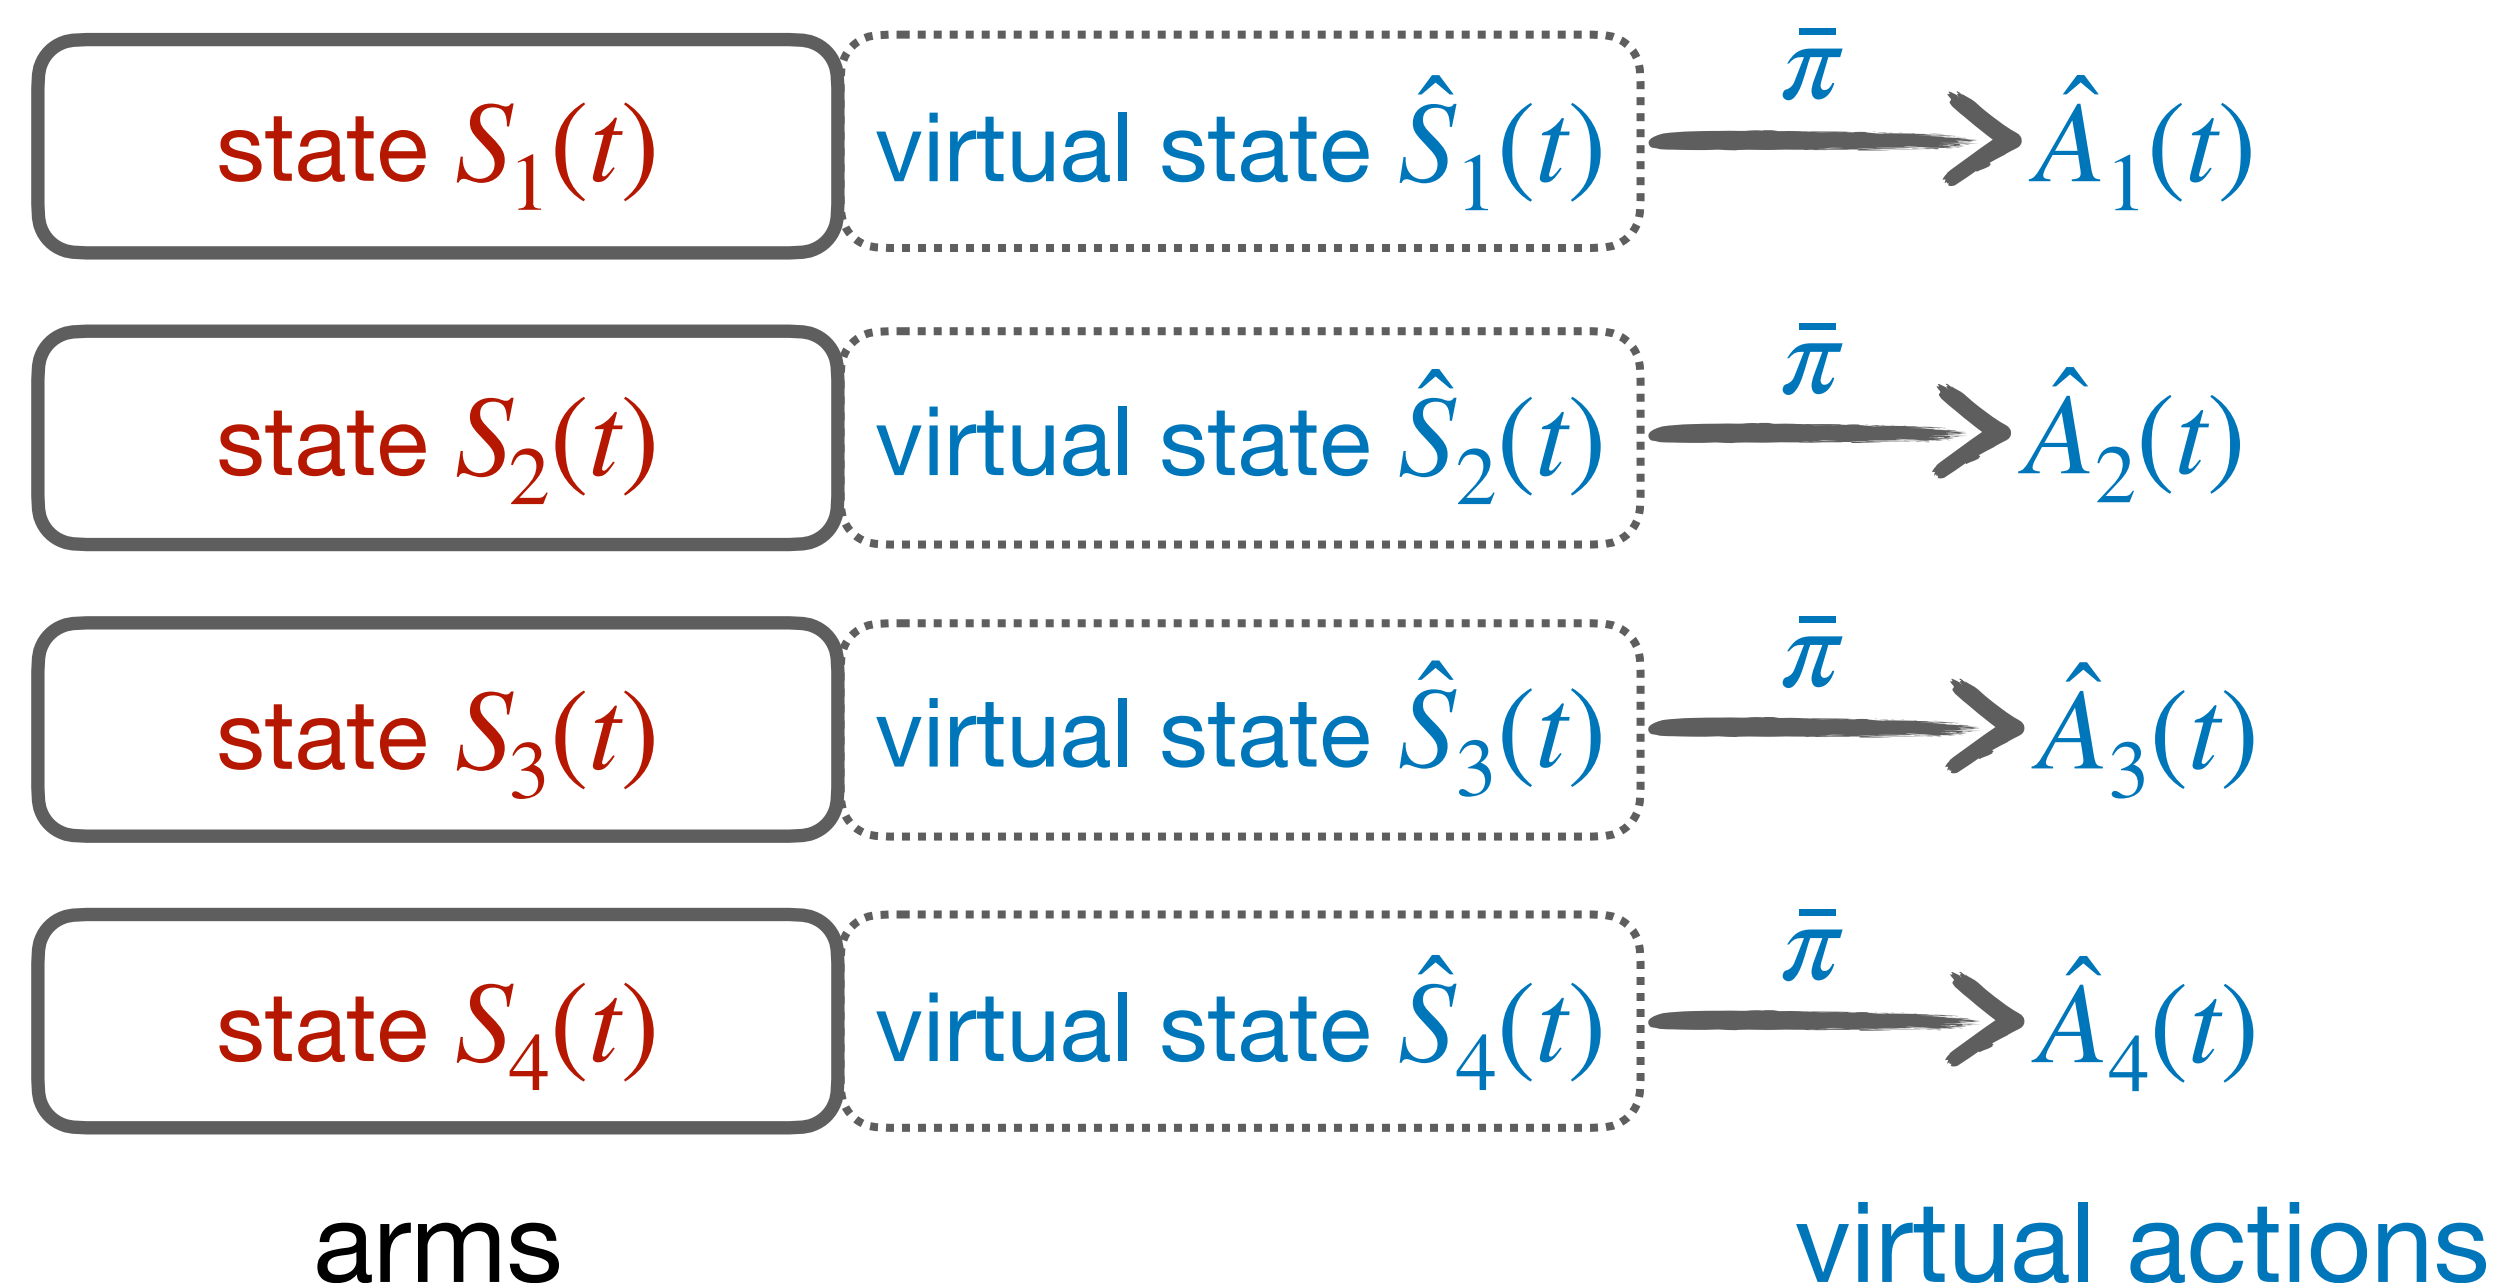 state S₁(t) virtual state Ŝ₁(t) π̄ Â₁(t)
state S₂(t) virtual state Ŝ₂(t) π̄ Â₂(t)
state S₃(t) virtual state Ŝ₃(t) π̄ Â₃(t)
state S₄(t) virtual state Ŝ₄(t) π̄ Â₄(t)
arms virtual actions